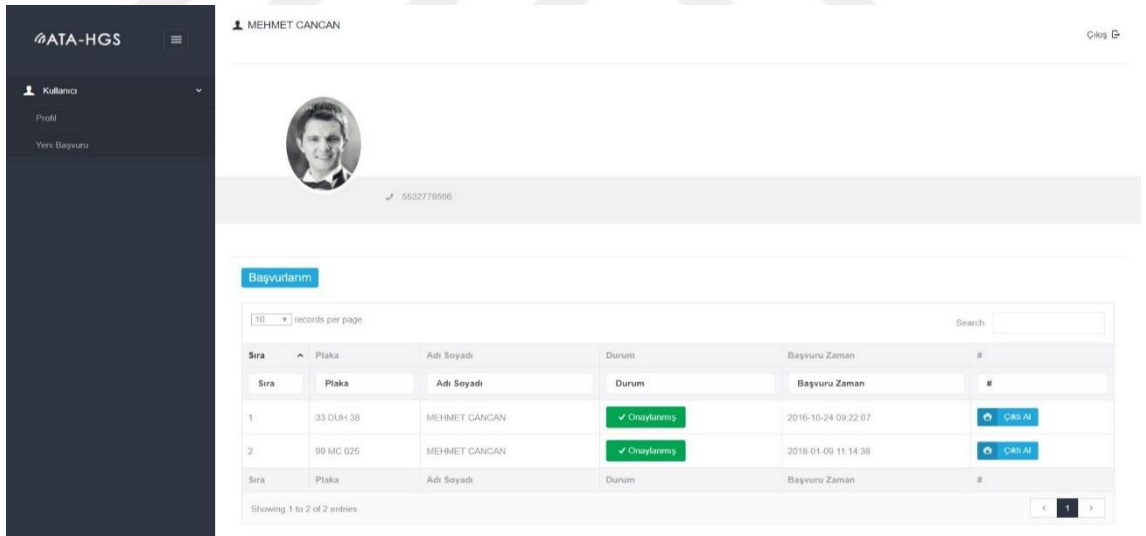 MEHMET CANCAN
Çıkış
ATA-HGS
Kullanıcı
Profil
Yeni Başvuru
5532778566
Başvurlarım
10 records per page
Search:
Sıra Plaka Adı Soyadı Durum Başvuru Zaman #
Sıra Plaka Adı Soyadı Durum Başvuru Zaman #
1 33 DUH 38 MEHMET CANCAN Onaylanmış 2016-10-24 09:22:07 Çıktı Al
2 99 MC 025 MEHMET CANCAN Onaylanmış 2018-01-09 11:14:38 Çıktı Al
Sıra Plaka Adı Soyadı Durum Başvuru Zaman #
Showing 1 to 2 of 2 entries
1